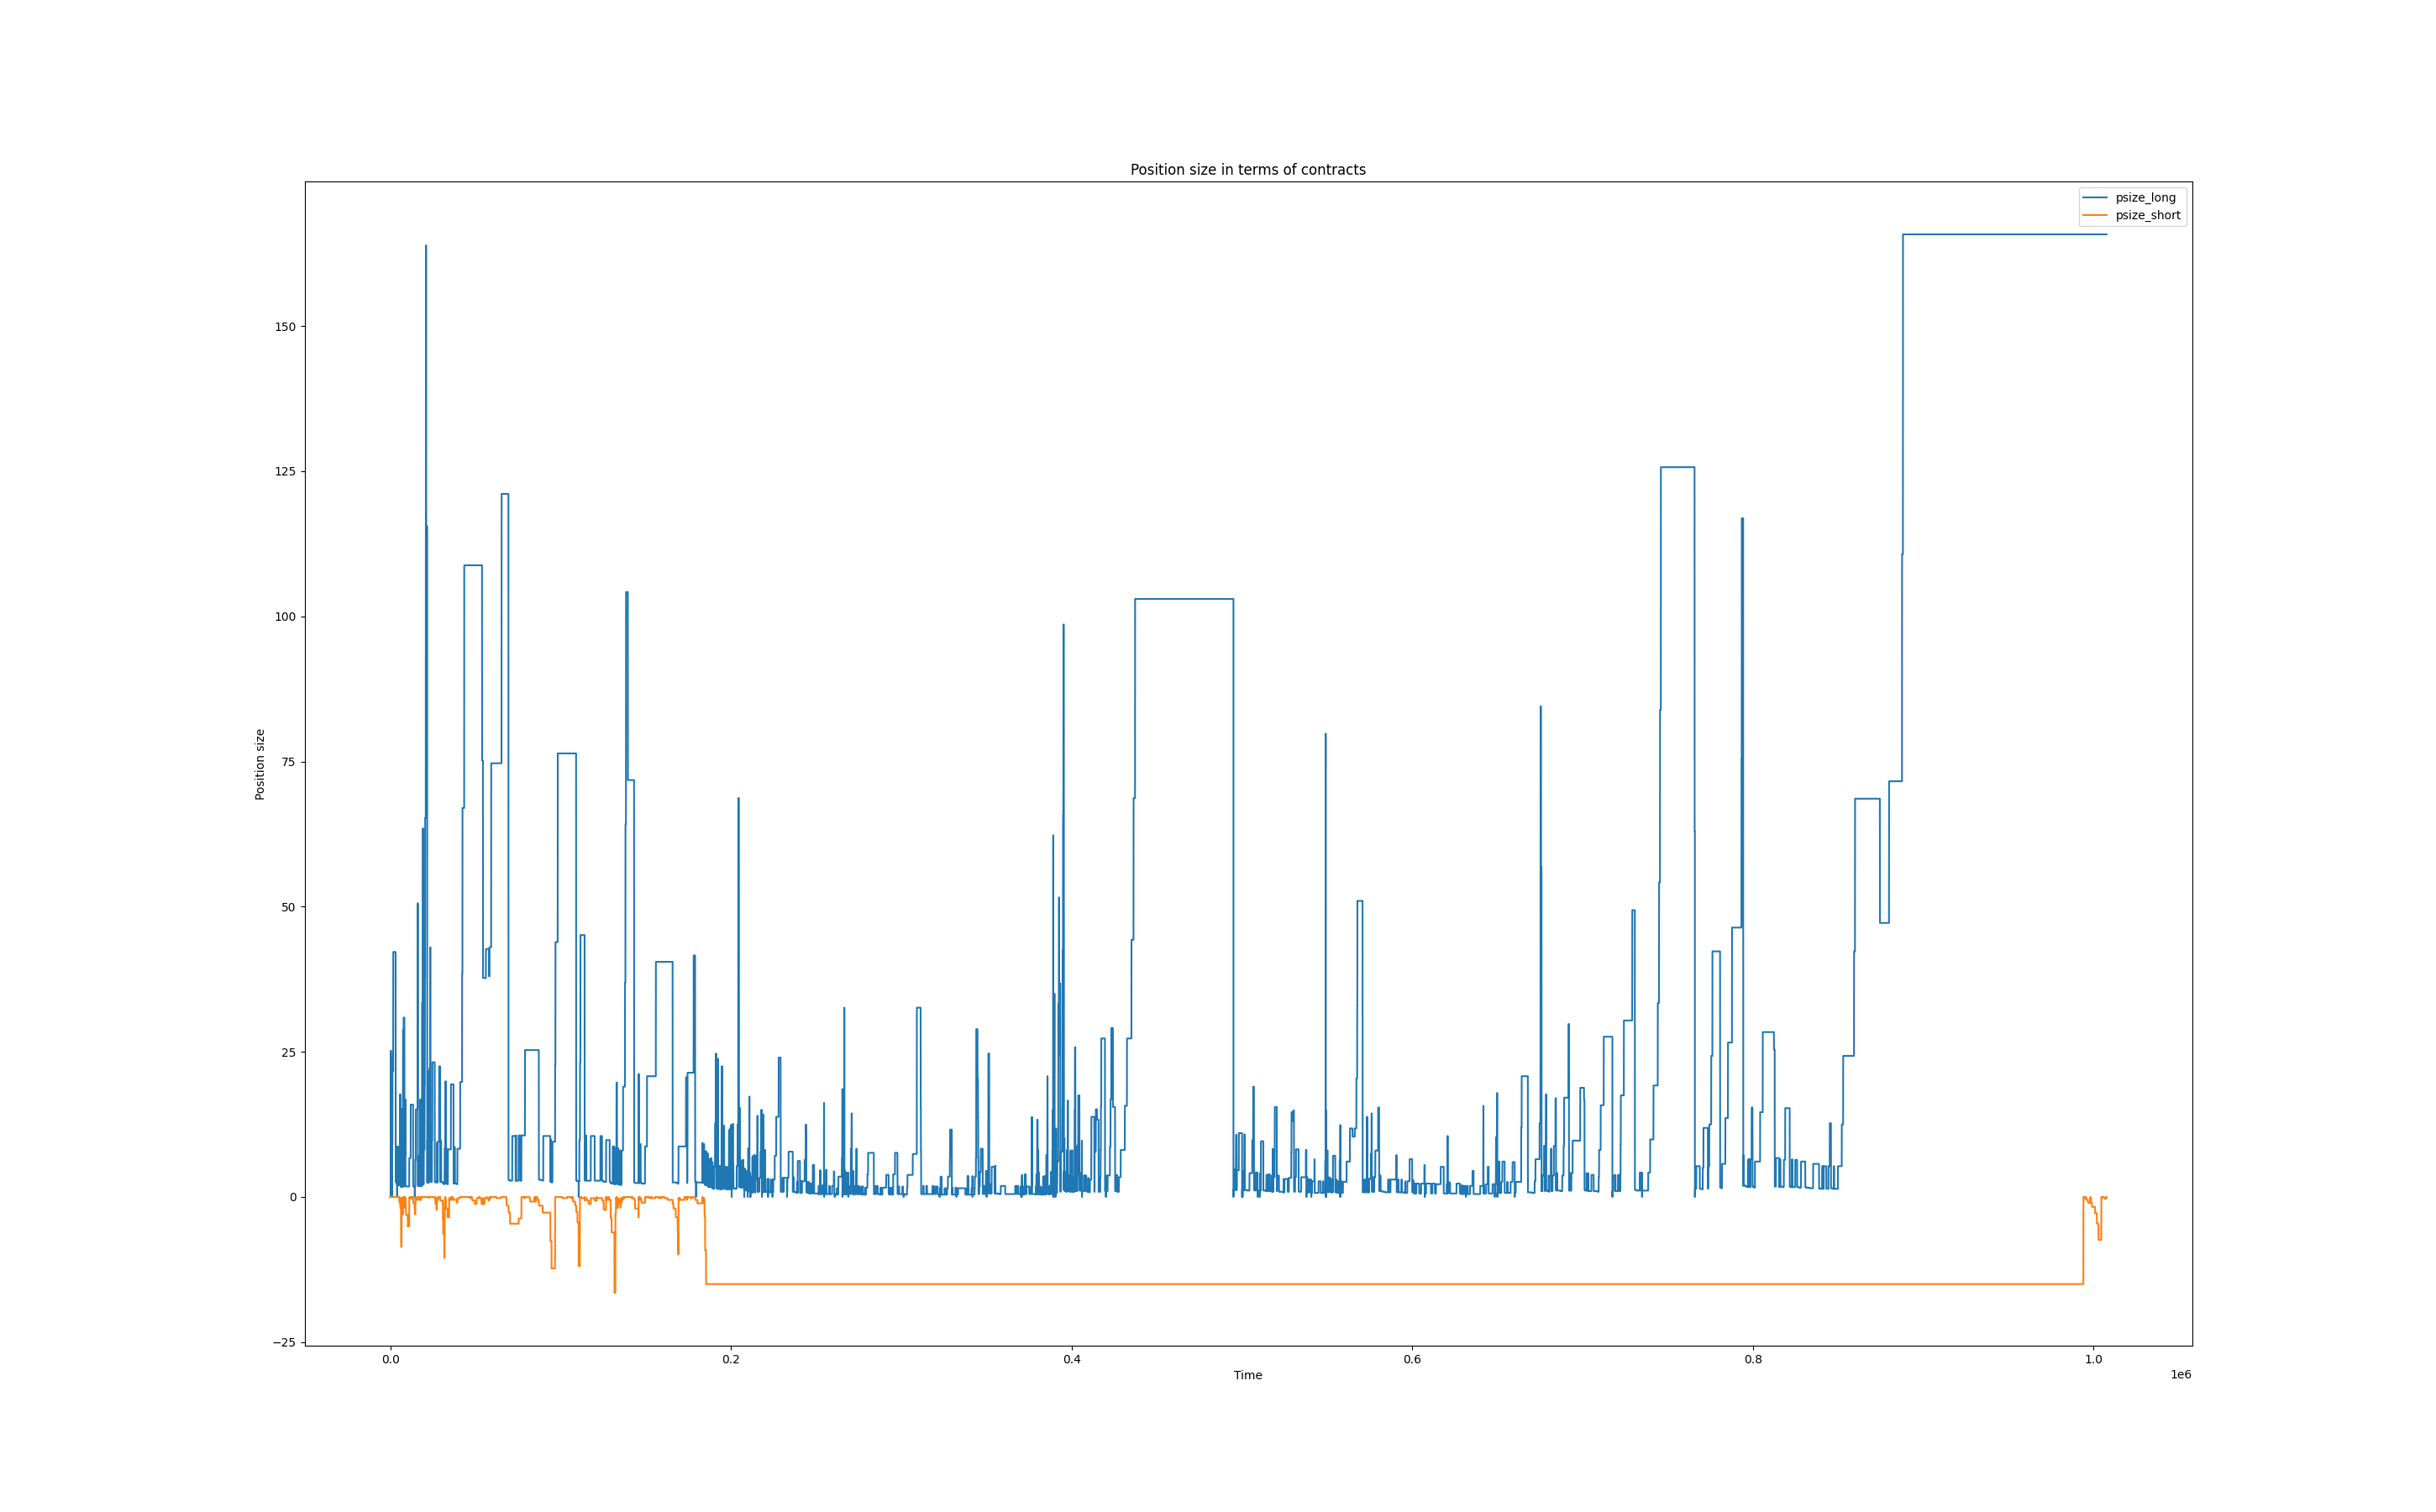 Position size in terms of contracts
psize_long
psize_short
150
125
100
75
50
25
0
−25
Position size
0.0 0.2 0.4 0.6 0.8 1.0
Time
1e6